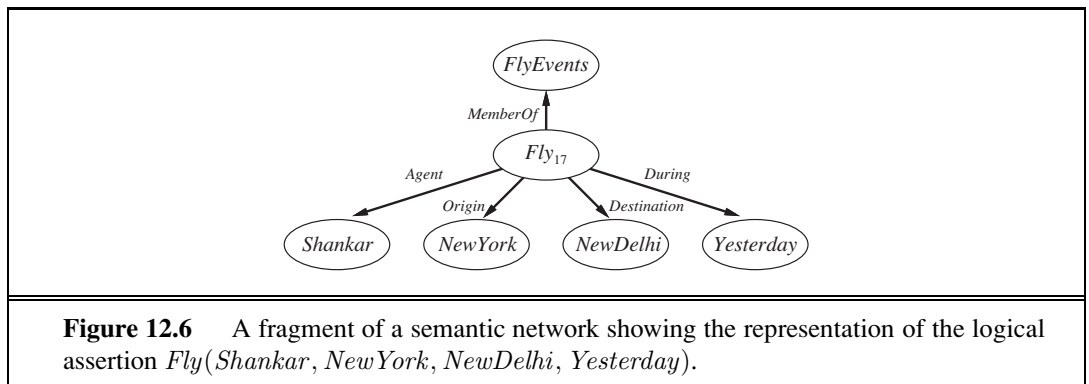 FlyEvents
MemberOf
Fly17
Agent
During
Origin
Destination
Shankar
NewYork
NewDelhi
Yesterday
Figure 12.6 A fragment of a semantic network showing the representation of the logical
assertion Fly(Shankar, NewYork, NewDelhi, Yesterday).